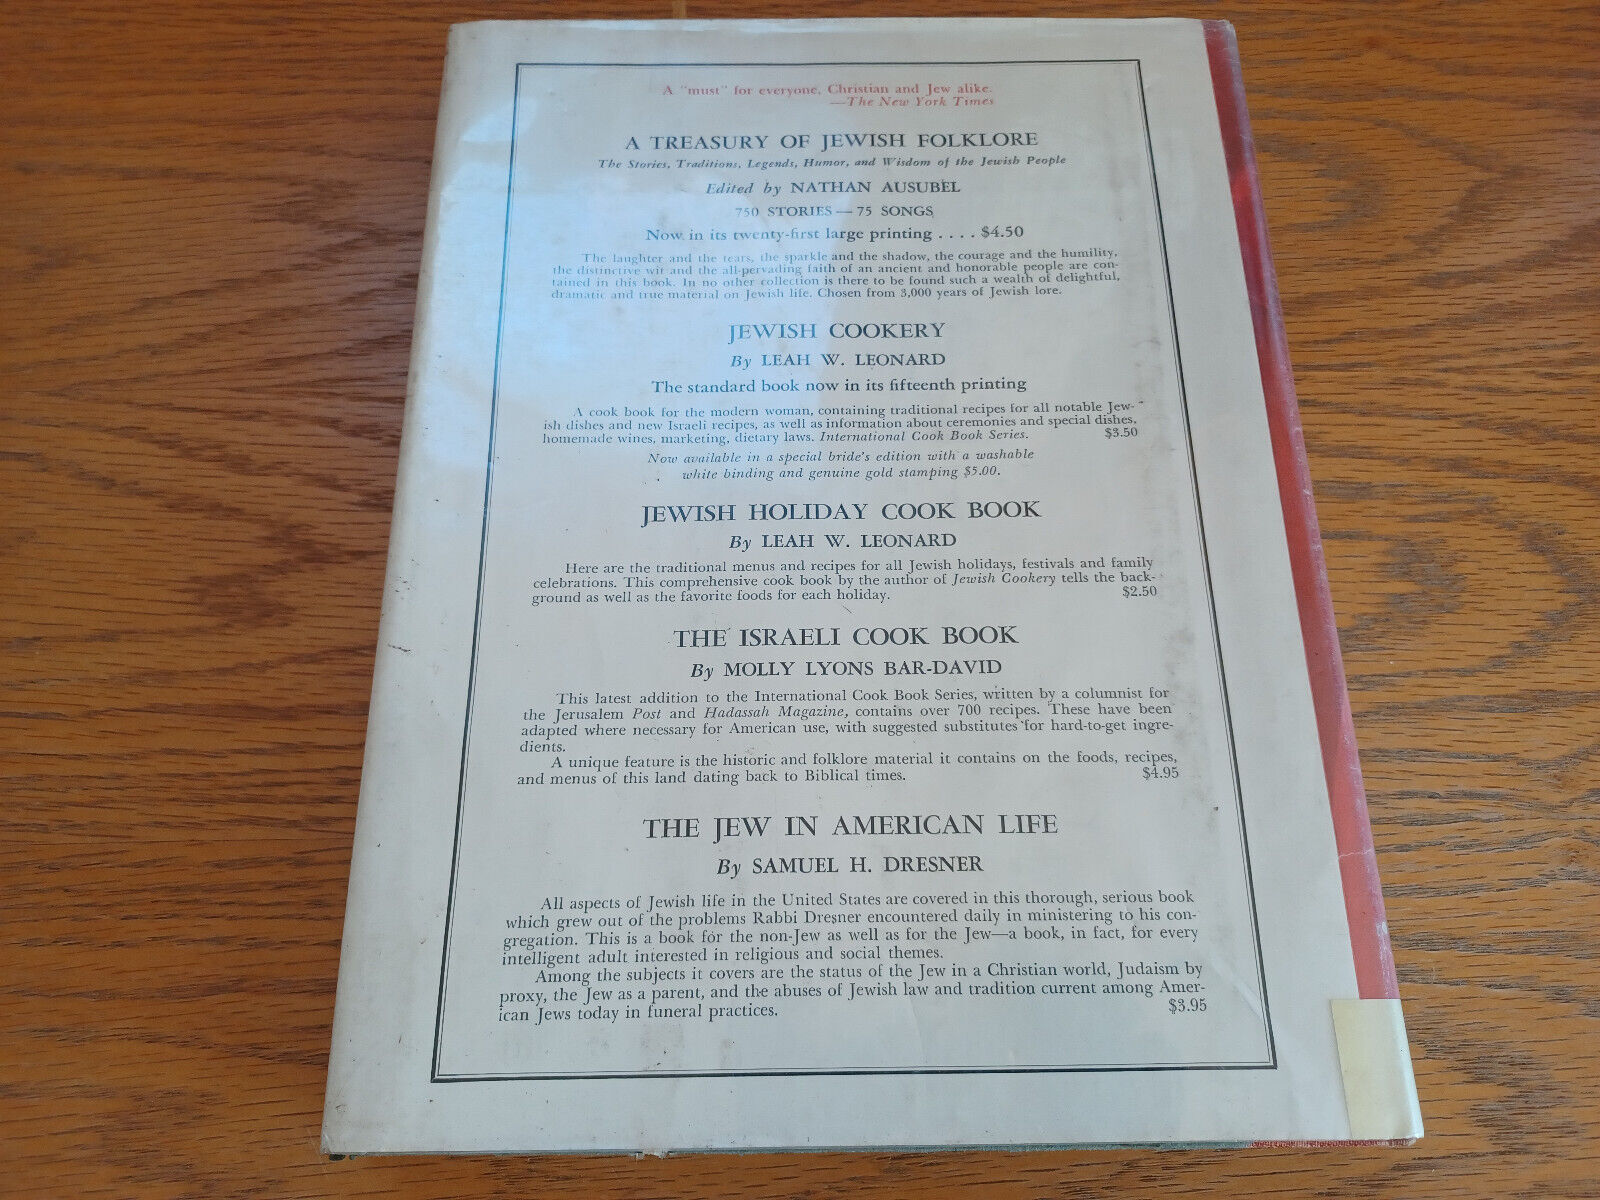 A "must" for everyone, Christian and Jew alike.
—The New York Times
A TREASURY OF JEWISH FOLKLORE
The Stories, Traditions, Legends, Humor, and Wisdom of the Jewish People
Edited by NATHAN AUSUBEL
750 STORIES — 75 SONGS
Now in its twenty-first large printing . . . . $4.50
The laughter and the tears, the sparkle and the shadow, the courage and the humility,
the distinctive wit and the all-pervading faith of an ancient and honorable people are con-
tained in this book. In no other collection is there to be found such a wealth of delightful,
dramatic and true material on Jewish life. Chosen from 3,000 years of Jewish lore.
JEWISH COOKERY
By LEAH W. LEONARD
The standard book now in its fifteenth printing
A cook book for the modern woman, containing traditional recipes for all notable Jew-
ish dishes and new Israeli recipes, as well as information about ceremonies and special dishes,
homemade wines, marketing, dietary laws. International Cook Book Series. $3.50
Now available in a special bride's edition with a washable
white binding and genuine gold stamping $5.00.
JEWISH HOLIDAY COOK BOOK
By LEAH W. LEONARD
Here are the traditional menus and recipes for all Jewish holidays, festivals and family
celebrations. This comprehensive cook book by the author of Jewish Cookery tells the back-
ground as well as the favorite foods for each holiday. $2.50
THE ISRAELI COOK BOOK
By MOLLY LYONS BAR-DAVID
This latest addition to the International Cook Book Series, written by a columnist for
the Jerusalem Post and Hadassah Magazine, contains over 700 recipes. These have been
adapted where necessary for American use, with suggested substitutes for hard-to-get ingre-
dients.
A unique feature is the historic and folklore material it contains on the foods, recipes,
and menus of this land dating back to Biblical times. $4.95
THE JEW IN AMERICAN LIFE
By SAMUEL H. DRESNER
All aspects of Jewish life in the United States are covered in this thorough, serious book
which grew out of the problems Rabbi Dresner encountered daily in ministering to his con-
gregation. This is a book for the non-Jew as well as for the Jew—a book, in fact, for every
intelligent adult interested in religious and social themes.
Among the subjects it covers are the status of the Jew in a Christian world, Judaism by
proxy, the Jew as a parent, and the abuses of Jewish law and tradition current among Amer-
ican Jews today in funeral practices. $3.95